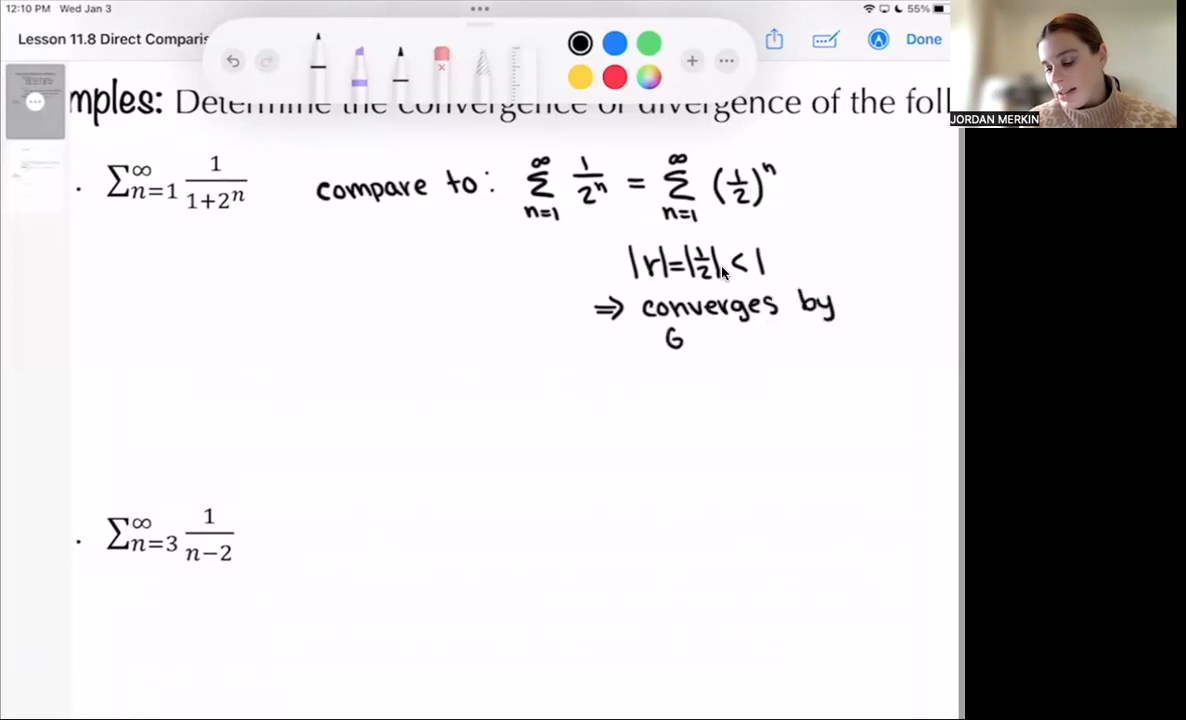 12:10 PM Wed Jan 3
55%
Lesson 11.8 Direct Comparis
Done
JORDAN MERKIN
mples: Determine the convergence or divergence of the foll
. ∑_{n=1}^{∞} 1/(1+2^n) compare to: ∑_{n=1}^{∞} 1/2^n = ∑_{n=1}^{∞} (1/2)^n
|r|=|1/2|<1
⇒ converges by
G
. ∑_{n=3}^{∞} 1/(n−2)